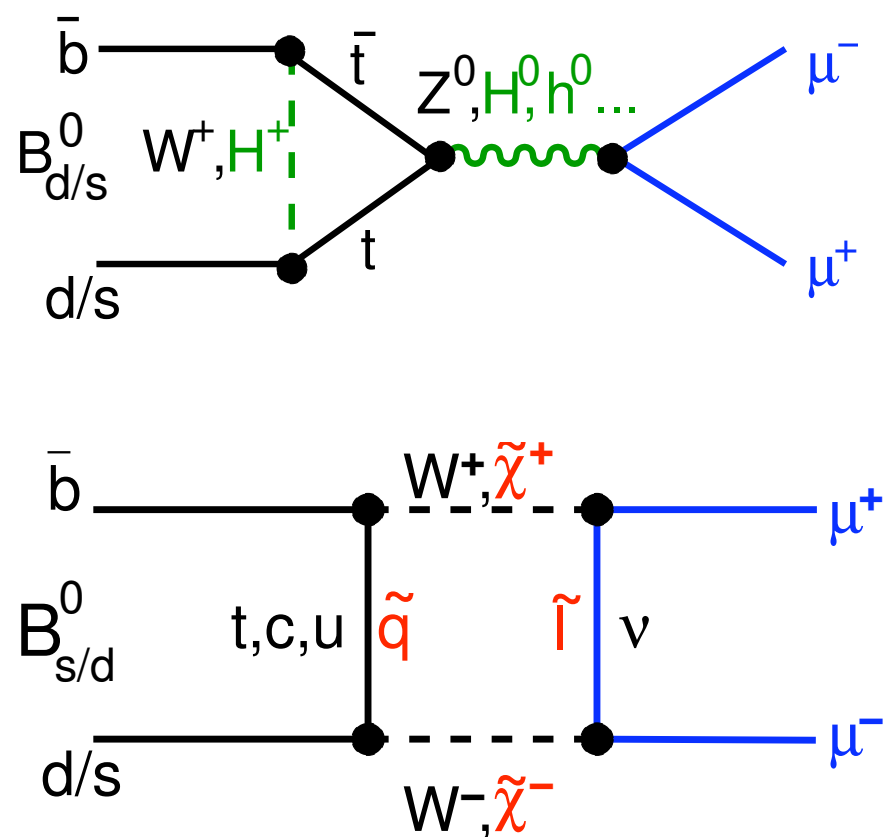 b̄
t̄
Z⁰,H⁰,h⁰...
μ⁻
B⁰d/s
W⁺,H⁺
t
μ⁺
d/s
b̄
W⁺,χ̃⁺
μ⁺
B⁰s/d
t,c,u q̃
l̃ ν
d/s
W⁻,χ̃⁻
μ⁻